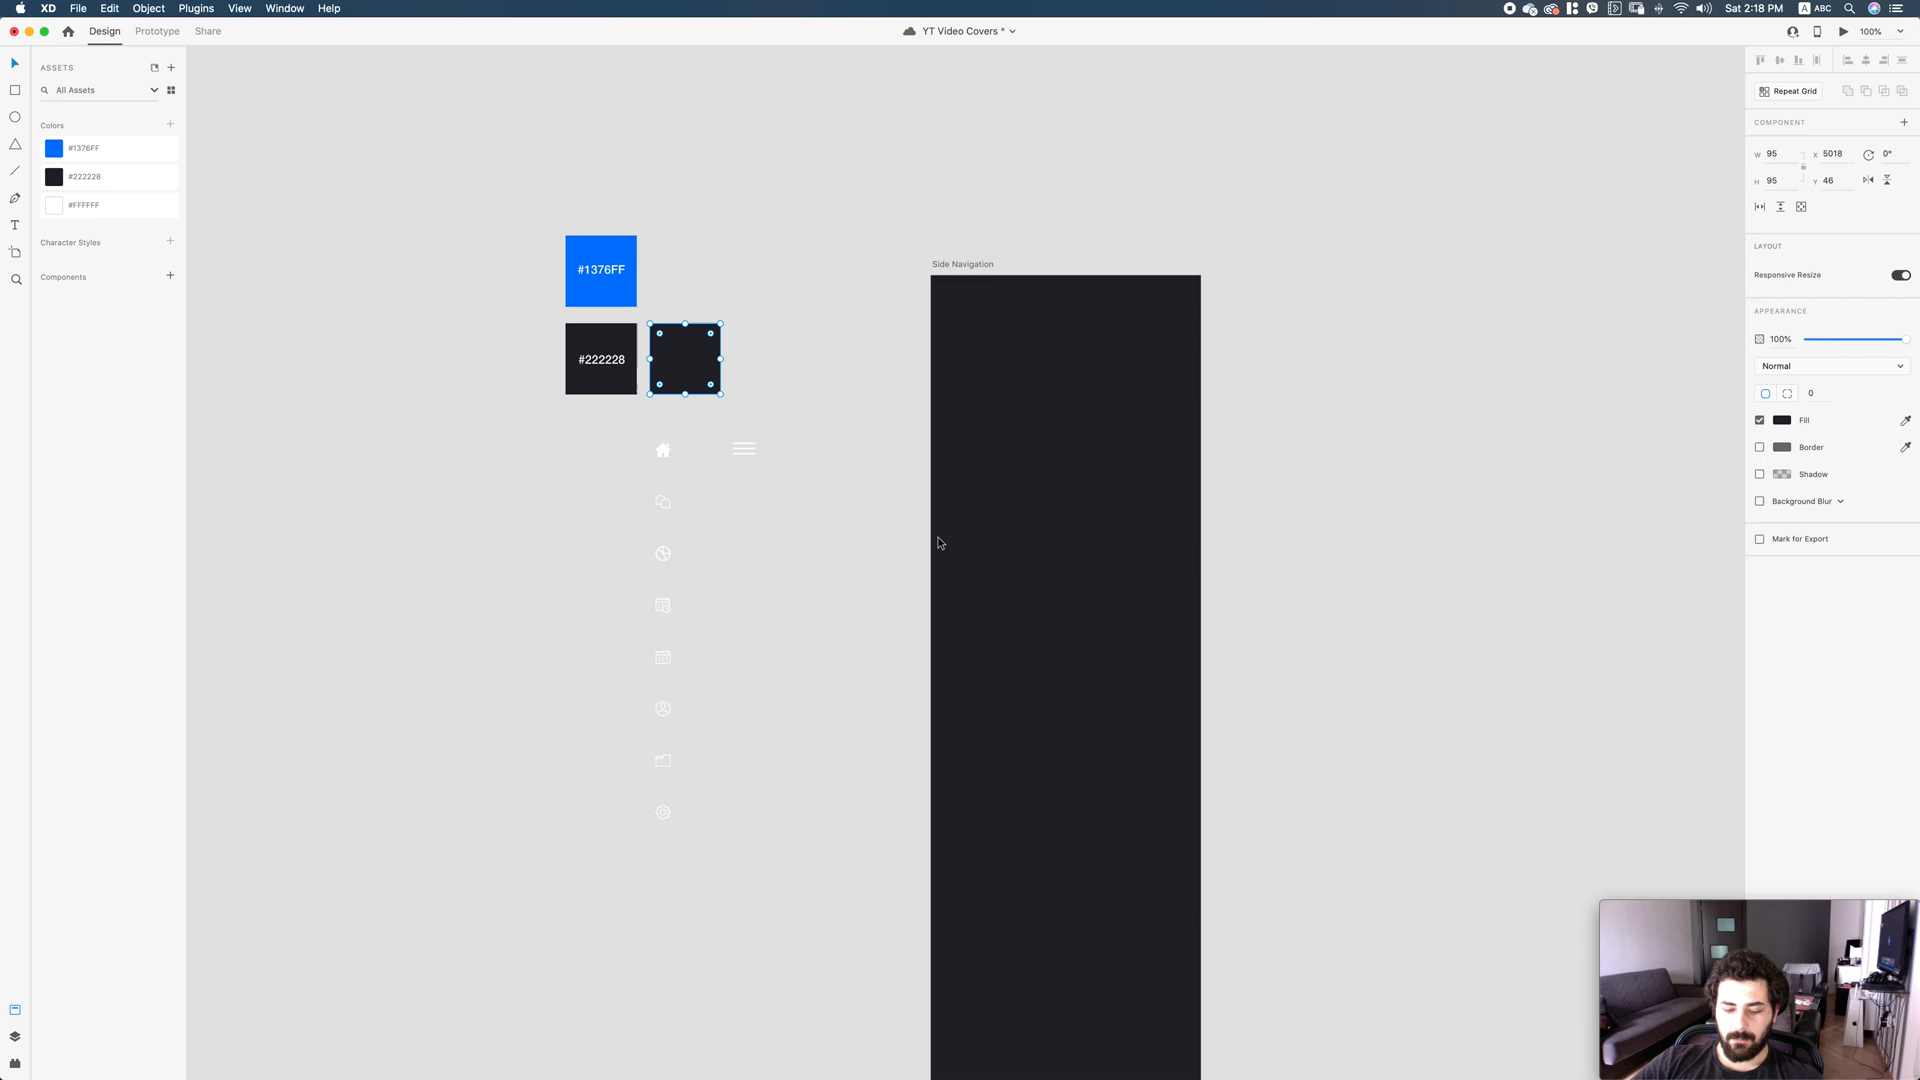 XD File Edit Object Plugins View Window Help
Sat 2:18 PM A ABC
Design Prototype Share
YT Video Covers *
100%
ASSETS
All Assets
Colors
#1376FF
#222228
#FFFFFF
Character Styles
Components
#1376FF
#222228
Side Navigation
Repeat Grid
COMPONENT
W 95 X 5018 0°
H 95 Y 46
LAYOUT
Responsive Resize
APPEARANCE
100%
Normal
0
Fill
Border
Shadow
Background Blur
Mark for Export